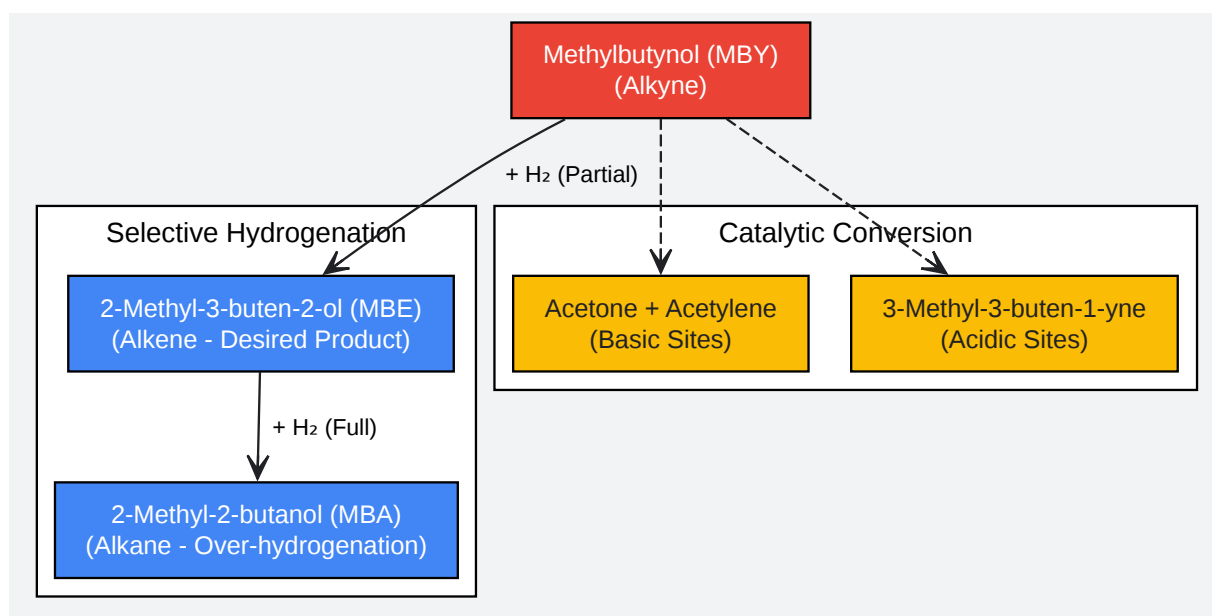 Methylbutynol (MBY)
(Alkyne)
+ H₂ (Partial)
Selective Hydrogenation
Catalytic Conversion
2-Methyl-3-buten-2-ol (MBE)
(Alkene - Desired Product)
Acetone + Acetylene
(Basic Sites)
3-Methyl-3-buten-1-yne
(Acidic Sites)
+ H₂ (Full)
2-Methyl-2-butanol (MBA)
(Alkane - Over-hydrogenation)